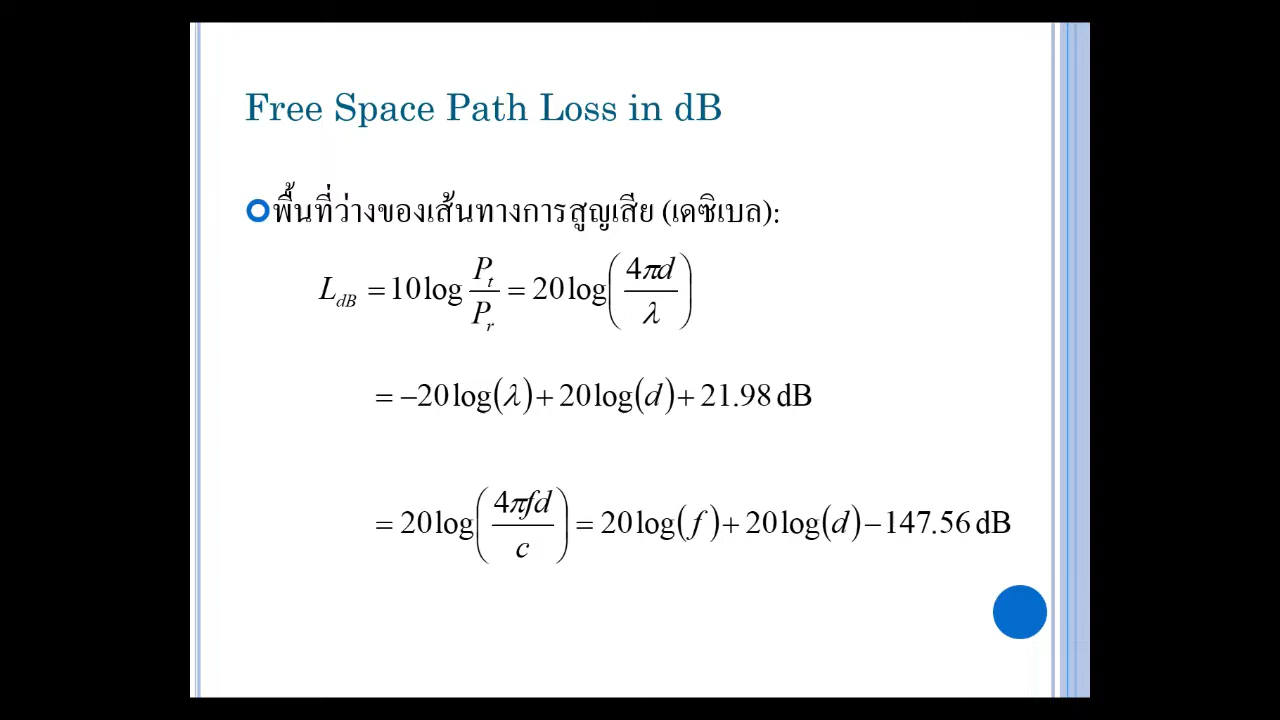 Free Space Path Loss in dB
พื้นที่ว่างของเส้นทางการสูญเสีย (เดซิเบล):
L_dB = 10 log P_t / P_r = 20 log(4πd / λ)
= −20 log(λ) + 20 log(d) + 21.98 dB
= 20 log(4πfd / c) = 20 log(f) + 20 log(d) − 147.56 dB